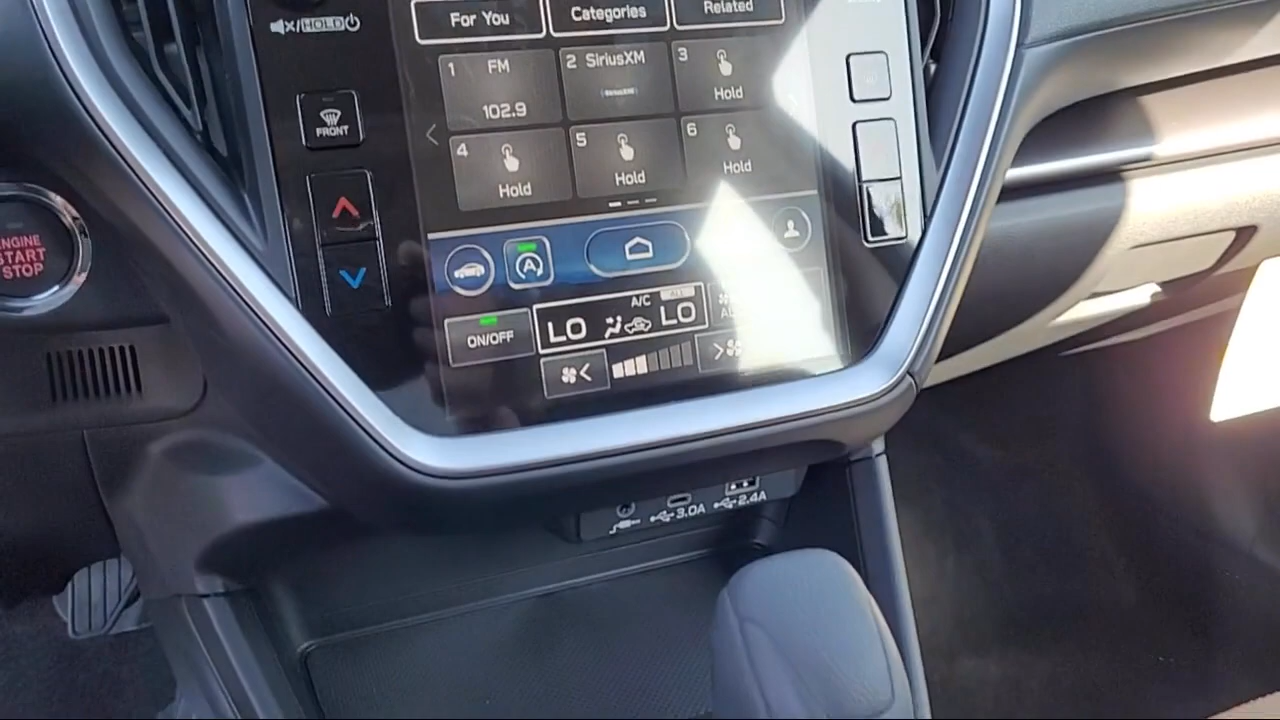 HOLD
For You
Categories
Related
1 FM
102.9
2 SiriusXM
3
Hold
4
Hold
5
Hold
6
Hold
FRONT
ENGINE
START
STOP
A
ON/OFF
LO
A/C
LO
3.0A
2.4A